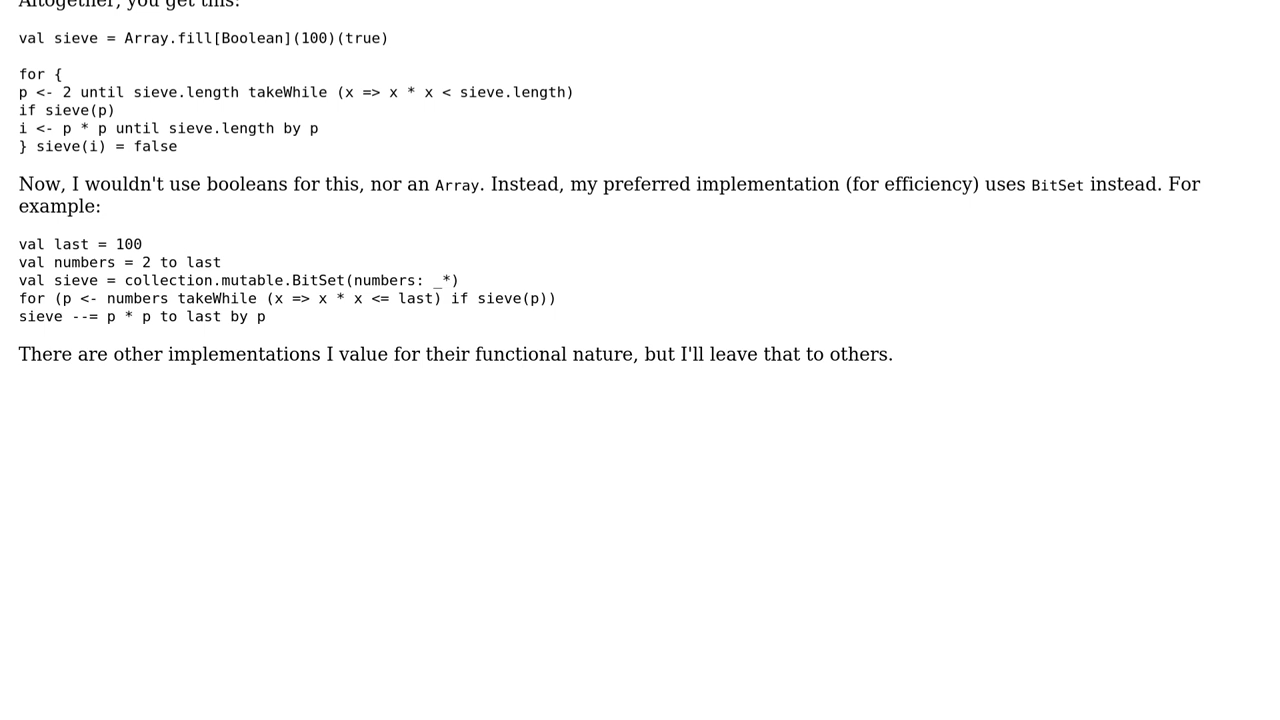 Altogether, you get this:
val sieve = Array.fill[Boolean](100)(true)
for {
p <- 2 until sieve.length takeWhile (x => x * x < sieve.length)
if sieve(p)
i <- p * p until sieve.length by p
} sieve(i) = false
Now, I wouldn't use booleans for this, nor an Array. Instead, my preferred implementation (for efficiency) uses BitSet instead. For
example:
val last = 100
val numbers = 2 to last
val sieve = collection.mutable.BitSet(numbers: _*)
for (p <- numbers takeWhile (x => x * x <= last) if sieve(p))
sieve --= p * p to last by p
There are other implementations I value for their functional nature, but I'll leave that to others.